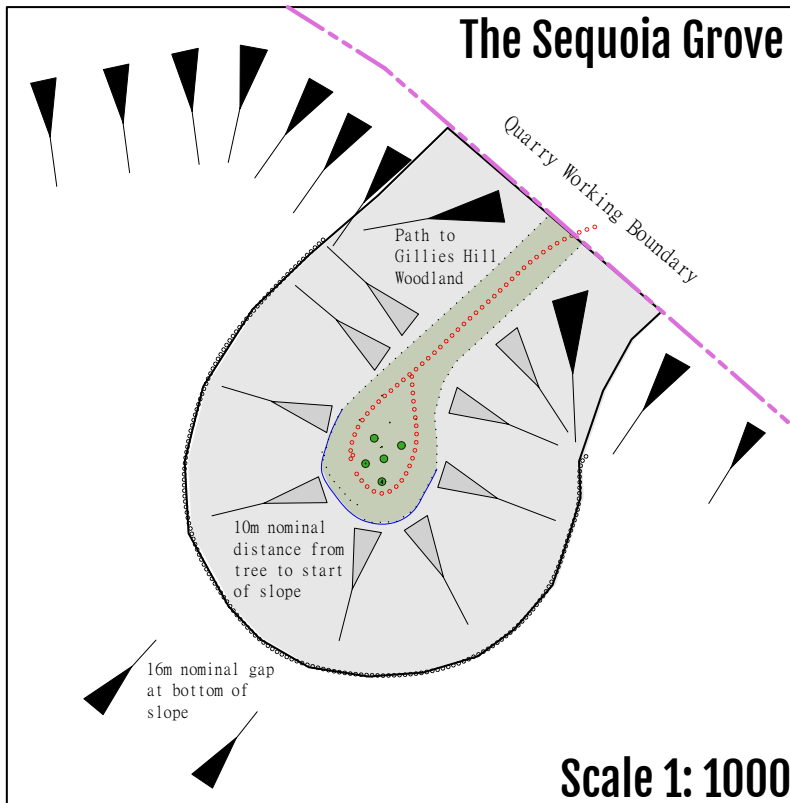 The Sequoia Grove
Quarry Working Boundary
Path to
Gillies Hill
Woodland
10m nominal
distance from
tree to start
of slope
16m nominal gap
at bottom of
slope
Scale 1: 1000